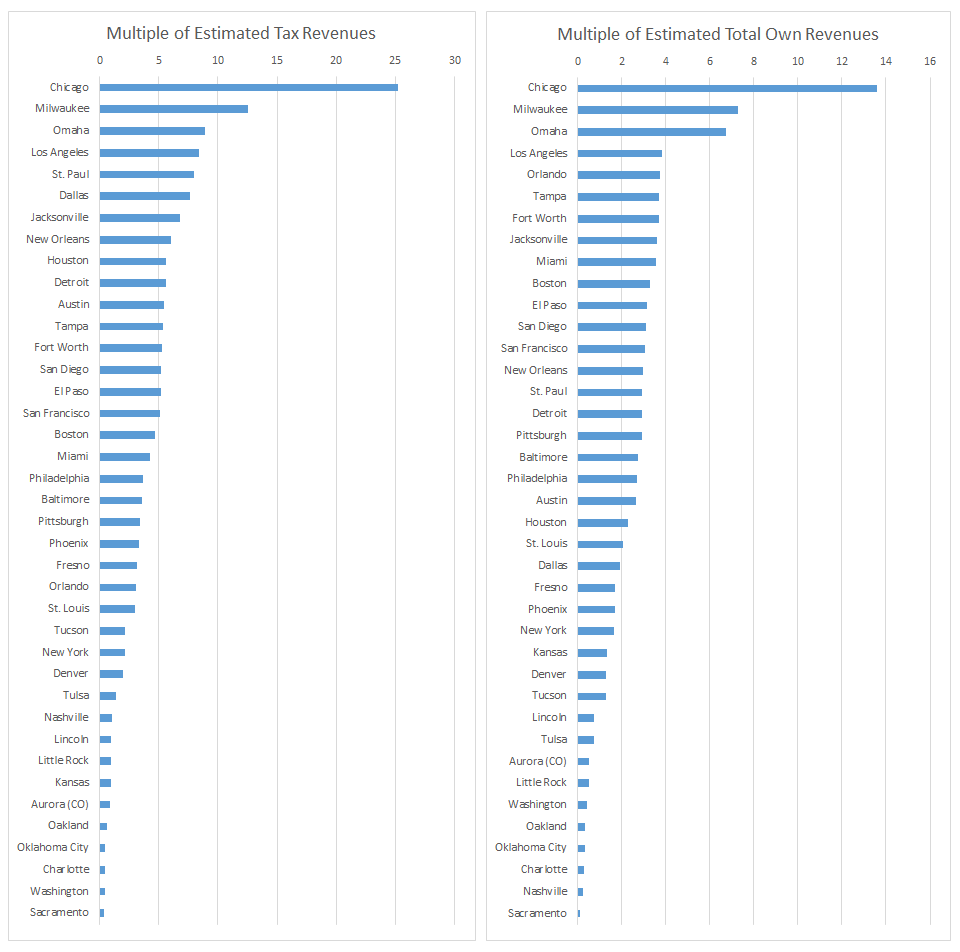 Multiple of Estimated Tax Revenues
0 5 10 15 20 25 30
Chicago
Milwaukee
Omaha
Los Angeles
St. Paul
Dallas
Jacksonville
New Orleans
Houston
Detroit
Austin
Tampa
Fort Worth
San Diego
El Paso
San Francisco
Boston
Miami
Philadelphia
Baltimore
Pittsburgh
Phoenix
Fresno
Orlando
St. Louis
Tucson
New York
Denver
Tulsa
Nashville
Lincoln
Little Rock
Kansas
Aurora (CO)
Oakland
Oklahoma City
Charlotte
Washington
Sacramento
Multiple of Estimated Total Own Revenues
0 2 4 6 8 10 12 14 16
Chicago
Milwaukee
Omaha
Los Angeles
Orlando
Tampa
Fort Worth
Jacksonville
Miami
Boston
El Paso
San Diego
San Francisco
New Orleans
St. Paul
Detroit
Pittsburgh
Baltimore
Philadelphia
Austin
Houston
St. Louis
Dallas
Fresno
Phoenix
New York
Kansas
Denver
Tucson
Lincoln
Tulsa
Aurora (CO)
Little Rock
Washington
Oakland
Oklahoma City
Charlotte
Nashville
Sacramento